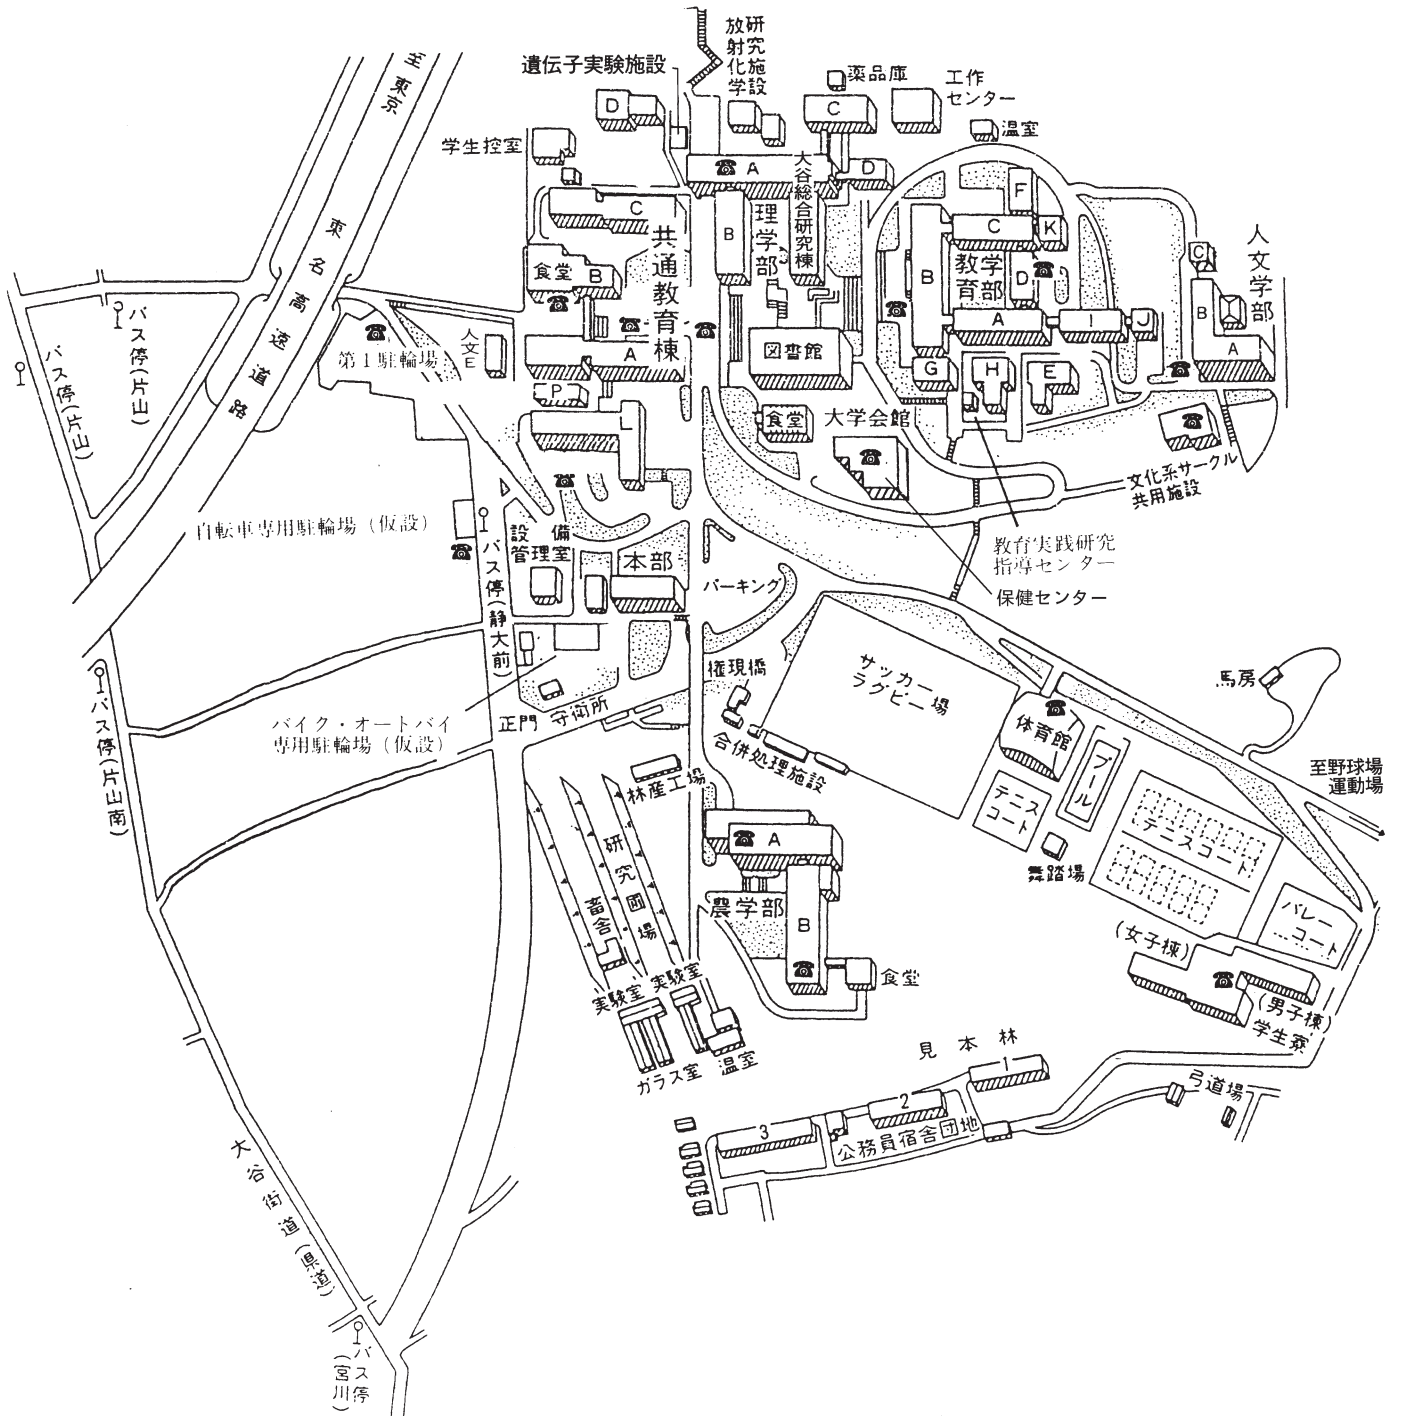 至東京
東名高速道路
遺伝子実験施設
放射化学
研究施設
薬品庫
工作
センター
温室
D
学生控室
C
A
D
大谷総合研究棟
理学部
B
C
共通教育棟
食堂
B
A
P
人文E
第1駐輪場
バス停(片山)
バス停(片山)
図書館
F
C
K
B
教育学部
D
A
I
J
G
H
E
人文学部
C
B
A
食堂
大学会館
文化系サークル
共用施設
自転車専用駐輪場(仮設)
バス停(静大前)
設備
管理室
本部
パーキング
教育実践研究
指導センター
保健センター
権現橋
サッカー場
ラグビー
馬房
体育館
プール
至野球場
運動場
バス停(片山南)
バイク・オートバイ
専用駐輪場(仮設)
正門
守衛所
合併処理施設
林産工場
テニス
コート
テニスコート
舞踏場
バレー
コート
研究圃場
畜舎
A
農学部
B
食堂
(女子棟)
(男子棟)
学生寮
実験室
実験室
ガラス室
温室
見本林
1
2
3
公務員宿舎団地
弓道場
大谷街道(県道)
バス停
(宮川)